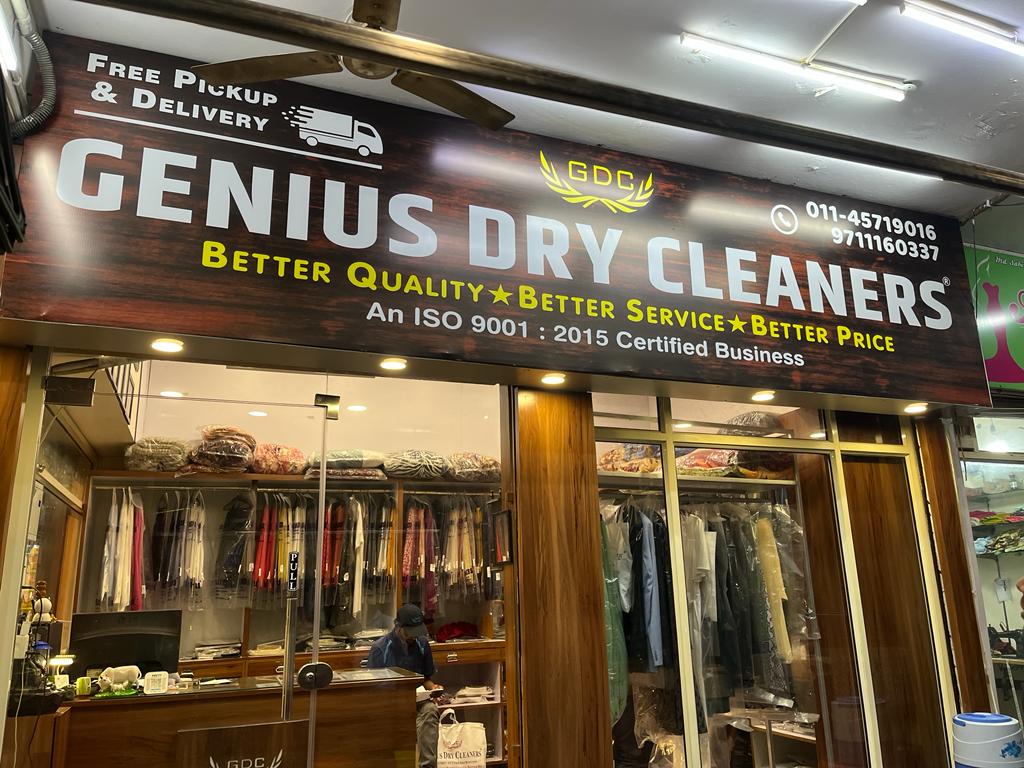 FREE PICKUP
& DELIVERY
GDC
011-45719016
9711160337
GENIUS DRY CLEANERS®
BETTER QUALITY★BETTER SERVICE★BETTER PRICE
An ISO 9001 : 2015 Certified Business
PULL
US DRY CLEANERS
GDC